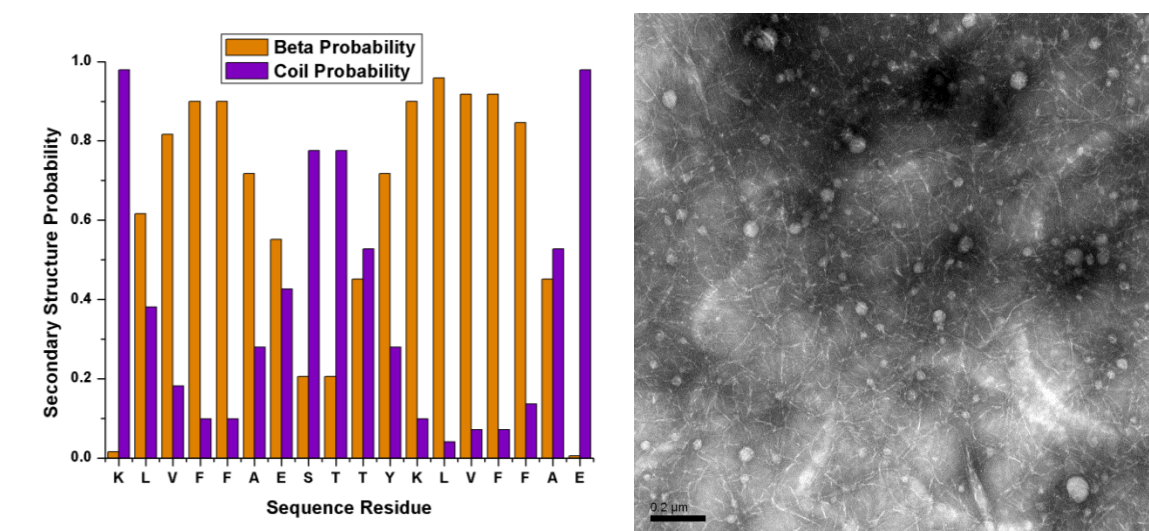 Beta Probability
Coil Probability
Secondary Structure Probability
1.0
0.8
0.6
0.4
0.2
0.0
K L V F F A E S T T Y K L V F F A E
Sequence Residue
0.2 µm